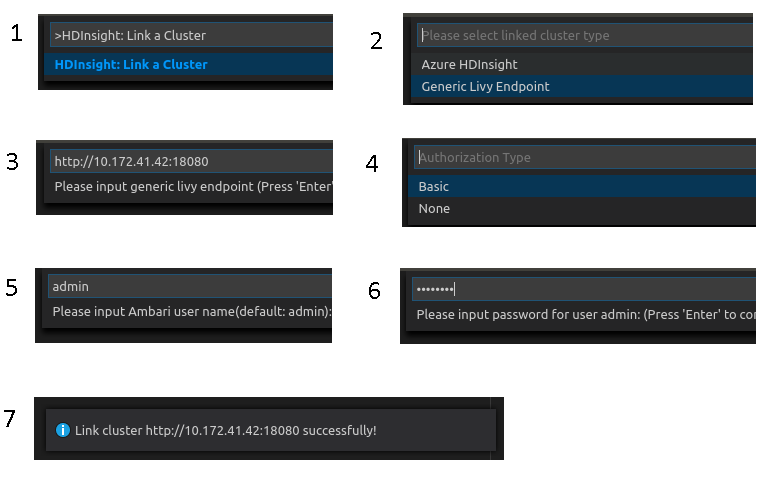 1
>HDInsight: Link a Cluster
HDInsight: Link a Cluster
2
Please select linked cluster type
Azure HDInsight
Generic Livy Endpoint
3
http://10.172.41.42:18080
Please input generic livy endpoint (Press 'Enter'
4
Authorization Type
Basic
None
5
admin
Please input Ambari user name(default: admin):
6
••••••••
Please input password for user admin: (Press 'Enter' to con
7
Link cluster http://10.172.41.42:18080 successfully!